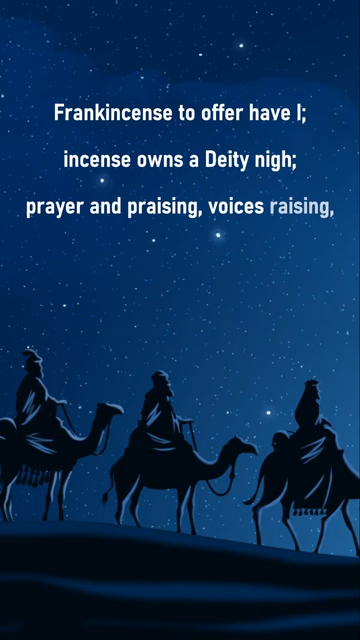 Frankincense to offer have I;
incense owns a Deity nigh;
prayer and praising, voices raising,